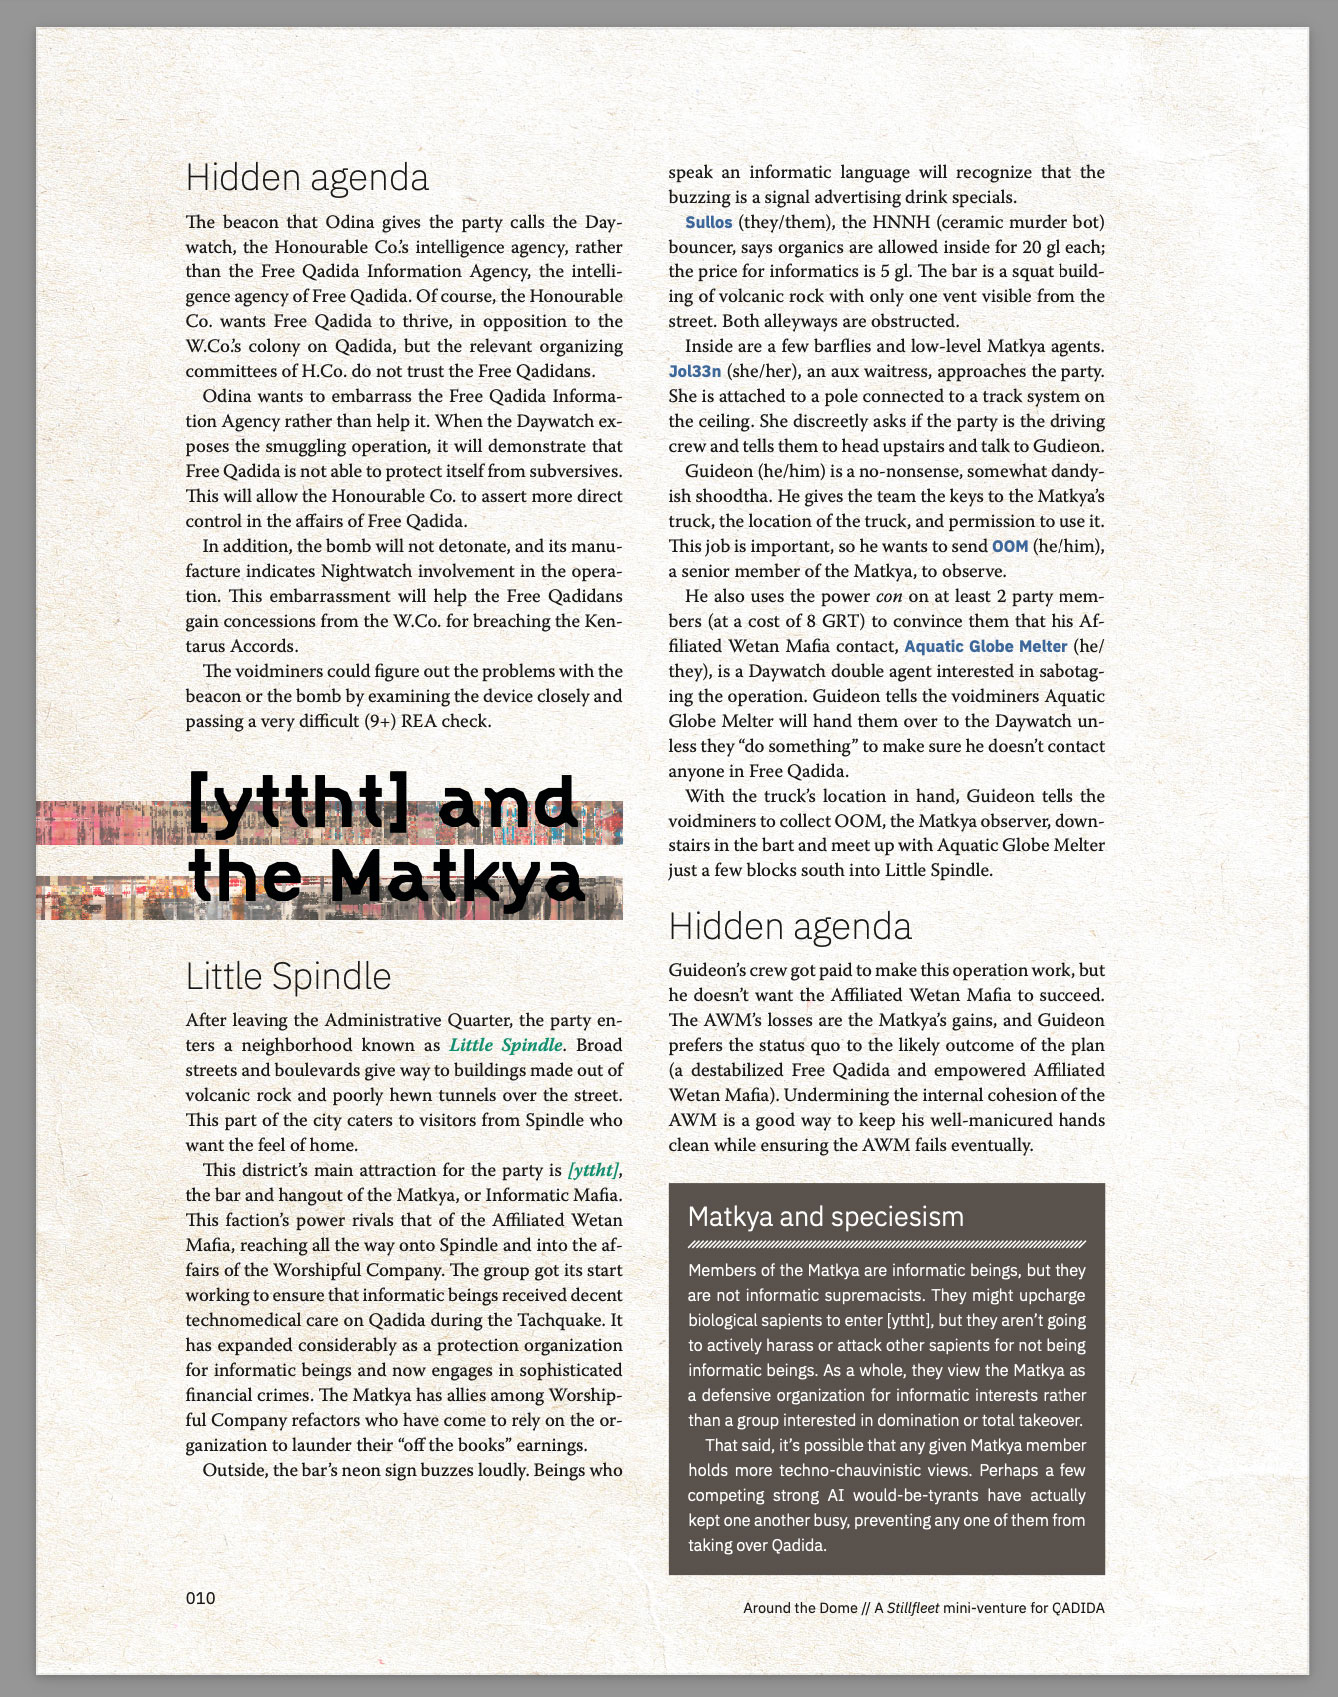 Hidden agenda
The beacon that Odina gives the party calls the Day-
watch, the Honourable Co.'s intelligence agency, rather
than the Free Qadida Information Agency, the intelli-
gence agency of Free Qadida. Of course, the Honourable
Co. wants Free Qadida to thrive, in opposition to the
W.Co.'s colony on Qadida, but the relevant organizing
committees of H.Co. do not trust the Free Qadidans.
Odina wants to embarrass the Free Qadida Informa-
tion Agency rather than help it. When the Daywatch ex-
poses the smuggling operation, it will demonstrate that
Free Qadida is not able to protect itself from subversives.
This will allow the Honourable Co. to assert more direct
control in the affairs of Free Qadida.
In addition, the bomb will not detonate, and its manu-
facture indicates Nightwatch involvement in the opera-
tion. This embarrassment will help the Free Qadidans
gain concessions from the W.Co. for breaching the Ken-
tarus Accords.
The voidminers could figure out the problems with the
beacon or the bomb by examining the device closely and
passing a very difficult (9+) REA check.
[yttht] and
the Matkya
Little Spindle
After leaving the Administrative Quarter, the party en-
ters a neighborhood known as Little Spindle. Broad
streets and boulevards give way to buildings made out of
volcanic rock and poorly hewn tunnels over the street.
This part of the city caters to visitors from Spindle who
want the feel of home.
This district's main attraction for the party is [yttht],
the bar and hangout of the Matkya, or Informatic Mafia.
This faction's power rivals that of the Affiliated Wetan
Mafia, reaching all the way onto Spindle and into the af-
fairs of the Worshipful Company. The group got its start
working to ensure that informatic beings received decent
technomedical care on Qadida during the Tachquake. It
has expanded considerably as a protection organization
for informatic beings and now engages in sophisticated
financial crimes. The Matkya has allies among Worship-
ful Company refactors who have come to rely on the or-
ganization to launder their "off the books" earnings.
Outside, the bar's neon sign buzzes loudly. Beings who
speak an informatic language will recognize that the
buzzing is a signal advertising drink specials.
Sullos (they/them), the HNNH (ceramic murder bot)
bouncer, says organics are allowed inside for 20 gl each;
the price for informatics is 5 gl. The bar is a squat build-
ing of volcanic rock with only one vent visible from the
street. Both alleyways are obstructed.
Inside are a few barflies and low-level Matkya agents.
Jol33n (she/her), an aux waitress, approaches the party.
She is attached to a pole connected to a track system on
the ceiling. She discreetly asks if the party is the driving
crew and tells them to head upstairs and talk to Gudieon.
Guideon (he/him) is a no-nonsense, somewhat dandy-
ish shoodtha. He gives the team the keys to the Matkya's
truck, the location of the truck, and permission to use it.
This job is important, so he wants to send OOM (he/him),
a senior member of the Matkya, to observe.
He also uses the power con on at least 2 party mem-
bers (at a cost of 8 GRT) to convince them that his Af-
filiated Wetan Mafia contact, Aquatic Globe Melter (he/
they), is a Daywatch double agent interested in sabotag-
ing the operation. Guideon tells the voidminers Aquatic
Globe Melter will hand them over to the Daywatch un-
less they "do something" to make sure he doesn't contact
anyone in Free Qadida.
With the truck's location in hand, Guideon tells the
voidminers to collect OOM, the Matkya observer, down-
stairs in the bart and meet up with Aquatic Globe Melter
just a few blocks south into Little Spindle.
Hidden agenda
Guideon's crew got paid to make this operation work, but
he doesn't want the Affiliated Wetan Mafia to succeed.
The AWM's losses are the Matkya's gains, and Guideon
prefers the status quo to the likely outcome of the plan
(a destabilized Free Qadida and empowered Affiliated
Wetan Mafia). Undermining the internal cohesion of the
AWM is a good way to keep his well-manicured hands
clean while ensuring the AWM fails eventually.
Matkya and speciesism
Members of the Matkya are informatic beings, but they
are not informatic supremacists. They might upcharge
biological sapients to enter [yttht], but they aren't going
to actively harass or attack other sapients for not being
informatic beings. As a whole, they view the Matkya as
a defensive organization for informatic interests rather
than a group interested in domination or total takeover.
That said, it's possible that any given Matkya member
holds more techno-chauvinistic views. Perhaps a few
competing strong AI would-be-tyrants have actually
kept one another busy, preventing any one of them from
taking over Qadida.
010
Around the Dome // A Stillfleet mini-venture for QADIDA